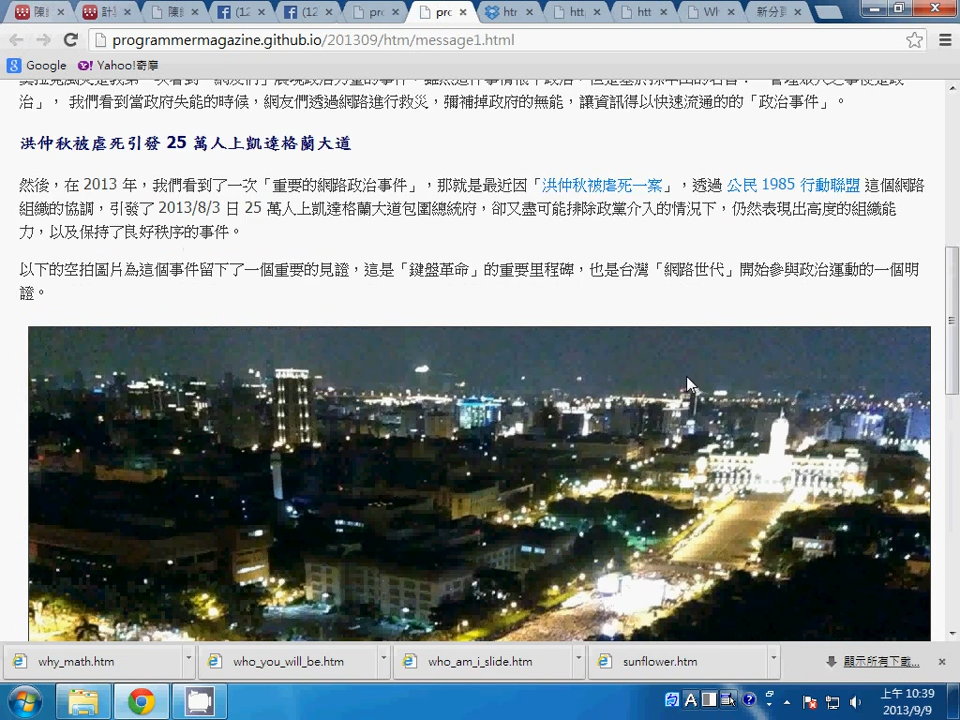 陳
計
陳
(12
(12
pro
pro
htr
htt
htt
Wh
新分頁
programmermagazine.github.io/201309/htm/message1.html
Google Yahoo!奇摩
治」, 我們看到當政府失能的時候,網友們透過網路進行救災,彌補掉政府的無能,讓資訊得以快速流通的的「政治事件」。
洪仲秋被虐死引發 25 萬人上凱達格蘭大道
然後,在 2013 年,我們看到了一次「重要的網路政治事件」,那就是最近因「洪仲秋被虐死一案」,透過 公民 1985 行動聯盟 這個網路
組織的協調,引發了 2013/8/3 日 25 萬人上凱達格蘭大道包圍總統府,卻又盡可能排除政黨介入的情況下,仍然表現出高度的組織能
力,以及保持了良好秩序的事件。
以下的空拍圖片為這個事件留下了一個重要的見證,這是「鍵盤革命」的重要里程碑,也是台灣「網路世代」開始參與政治運動的一個明
證。
why_math.htm
who_you_will_be.htm
who_am_i_slide.htm
sunflower.htm
顯示所有下載...
上午 10:39
2013/9/9